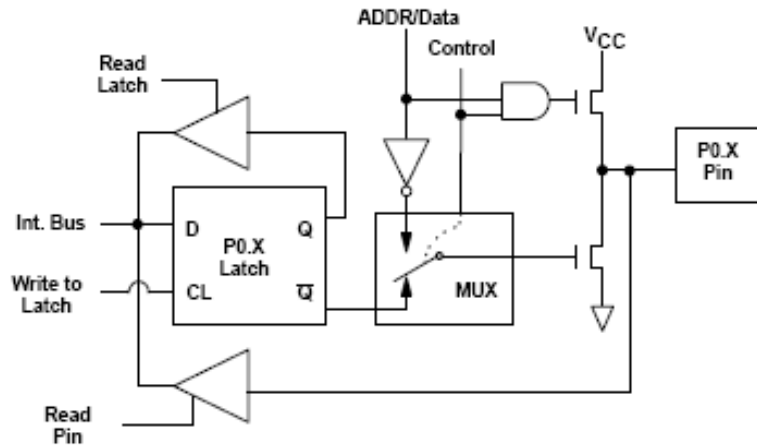 ADDR/Data
Control
VCC
Read
Latch
P0.X
Pin
Int. Bus
D
P0.X
Latch
Q
Write to
Latch
CL
Q̅
MUX
Read
Pin